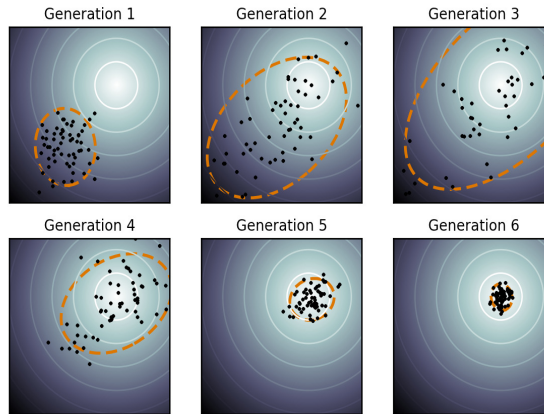 Generation 1
Generation 2
Generation 3
Generation 4
Generation 5
Generation 6